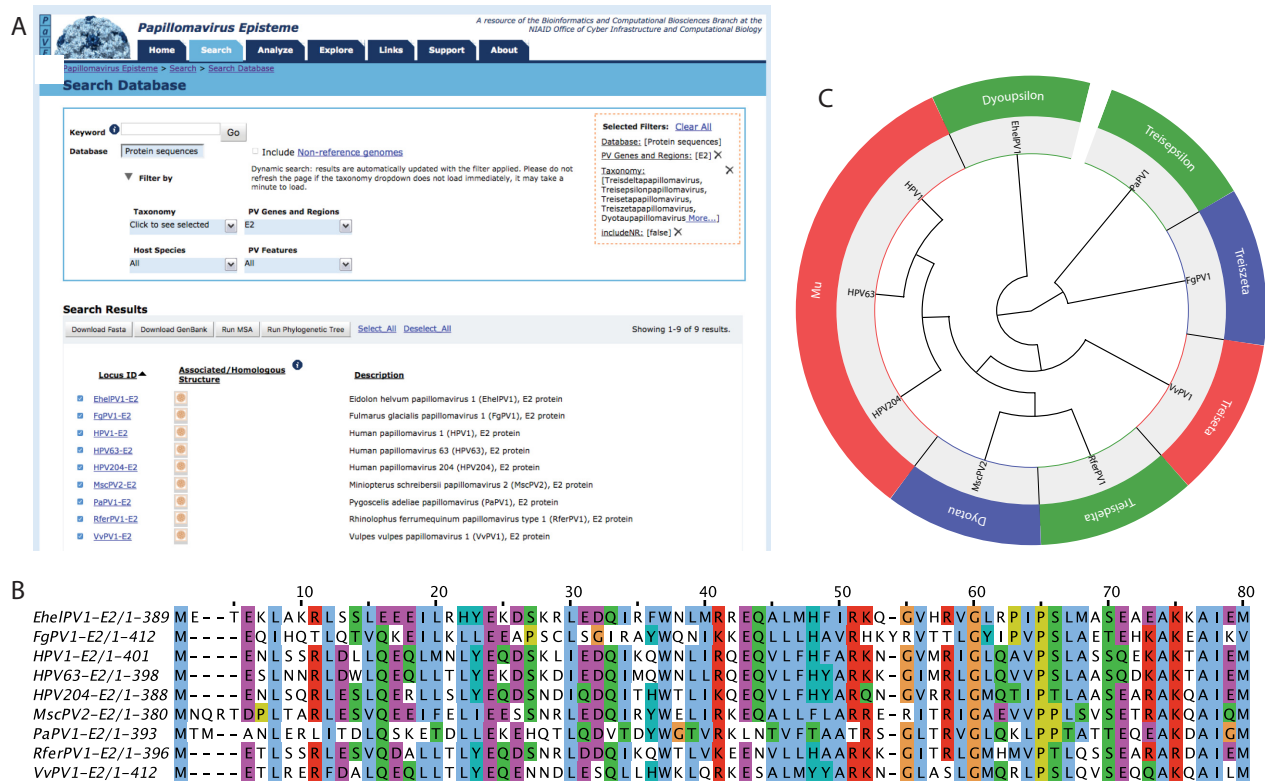 A
PaVE
Papillomavirus Episteme
A resource of the Bioinformatics and Computational Biosciences Branch at the
NIAID Office of Cyber Infrastructure and Computational Biology
Home Search Analyze Explore Links Support About
Papillomavirus Episteme > Search > Search Database
Search Database
Keyword i Go
Database Protein sequences
Include Non-reference genomes
Dynamic search: results are automatically updated with the filter applied. Please do not
refresh the page if the taxonomy dropdown does not load immediately, it may take a
minute to load.
Filter by
Taxonomy PV Genes and Regions
Click to see selected E2
Host Species PV Features
All All
Selected Filters: Clear All
Database: [Protein sequences]
PV Genes and Regions: [E2] X
Taxonomy: X
[Treisdeltapapillomavirus,
Treisepsilonpapillomavirus,
Treisetapapillomavirus,
Treiszetapapillomavirus,
Dyotaupapillomavirus More...]
includeNR: [false] X
Search Results
Download Fasta Download GenBank Run MSA Run Phylogenetic Tree Select_All Deselect_All Showing 1-9 of 9 results.
Locus ID Associated/Homologous Structure i Description
EhelPV1-E2 Eidolon helvum papillomavirus 1 (EhelPV1), E2 protein
FgPV1-E2 Fulmarus glacialis papillomavirus 1 (FgPV1), E2 protein
HPV1-E2 Human papillomavirus 1 (HPV1), E2 protein
HPV63-E2 Human papillomavirus 63 (HPV63), E2 protein
HPV204-E2 Human papillomavirus 204 (HPV204), E2 protein
MscPV2-E2 Miniopterus schreibersii papillomavirus 2 (MscPV2), E2 protein
PaPV1-E2 Pygoscelis adeliae papillomavirus (PaPV1), E2 protein
RferPV1-E2 Rhinolophus ferrumequinum papillomavirus type 1 (RferPV1), E2 protein
VvPV1-E2 Vulpes vulpes papillomavirus 1 (VvPV1), E2 protein
C
Dyoupsilon
Treisepsilon
Treiszeta
Treiseta
Treisdelta
Dyotau
Mu
EhelPV1
PaPV1
FgPV1
VvPV1
RferPV1
MscPV2
HPV204
HPV63
HPV1
B
10 20 30 40 50 60 70 80
EhelPV1-E2/1-389 ME--TEKLAKRLSSLEEEILRHYEKDSKRLEDQIRFWNLMRREQALMHFIRKQ-GVHRVGLRKIPSLMASEAEAKKAIEM
FgPV1-E2/1-412 M----EQIHQTLQTVQKEILKLLEEAPSCLSGIRAYWQNIKKEQLLLHAVRHKYRVTTLGYIPVPSLAETEHKAKEAIKV
HPV1-E2/1-401 M----ENLSSRLDLLQEQLMNLYEQDSKLIEDQIKQWNLIRQEQVLFHFARKN-GVMRIGLQAVPSLASSQEKAKTAIEM
HPV63-E2/1-398 M----ESLNNRLDWLQEQLLTLYEKDSKDIEDQIMQWNLLRQEQVLFHYARKK-GIMRLGLQVVPSLAASQDKAKTAIEM
HPV204-E2/1-388 M----ENLSQRLESLQERLLSLYEQDSNDIQDQITHWTLIKQEQVLFHYARQN-GVRRLGMQTIPTLAASEARAKQAIEM
MscPV2-E2/1-380 MNQRTDPLTARLESVQEEIFELIEESSNRLEDQIRYWELIRKEQALLFLARRE-GITRIGAEVVPPLSVSETRAKQAIQM
PaPV1-E2/1-393 MTM--ANLERLITDLQSKETDLLEKEHQTLQDVTDYWGTVRKLNTVFTAATRS-GLTRVGLQKLPPTATTEQEAKDAIGM
RferPV1-E2/1-396 M----ETLSSRLESVQDALLTLYEQDSNRLDDQIKQWTLVKEENVLLHAARKK-GITRLGMHMVPTLQSSEARARDAIEM
VvPV1-E2/1-412 M----ETLRERFDALQEQLLTLYEQENNDLESQLLHWKLQRKESALMYYARKN-GLASLGMQRLPSLQVSEQKAKQAIEM